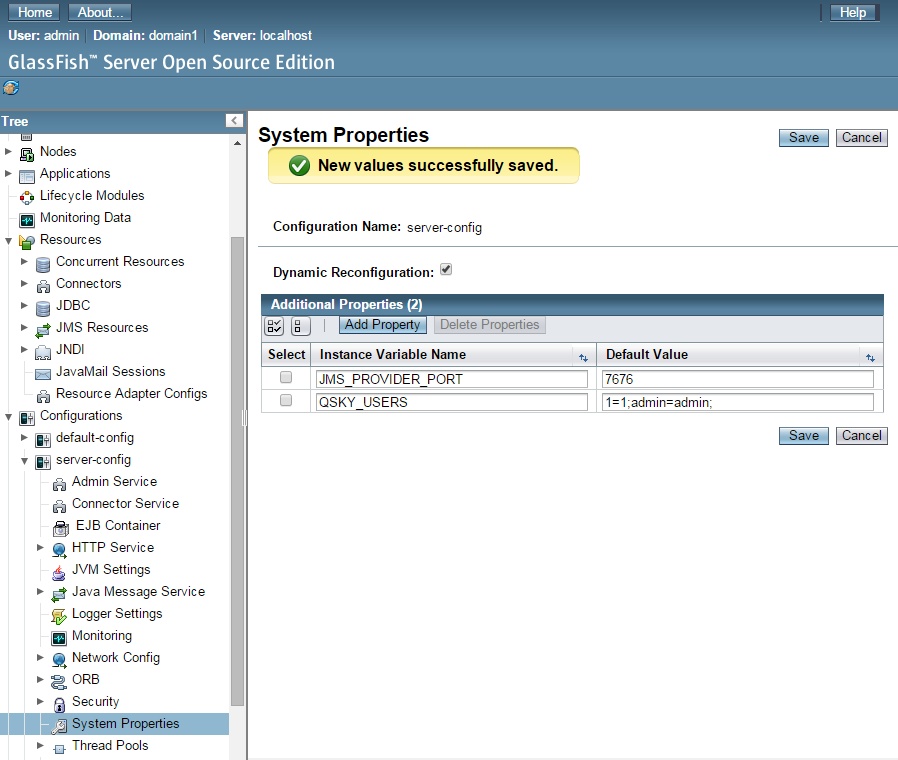 Home About... Help
User: admin Domain: domain1 Server: localhost
GlassFish™ Server Open Source Edition
Tree
Nodes
Applications
Lifecycle Modules
Monitoring Data
Resources
Concurrent Resources
Connectors
JDBC
JMS Resources
JNDI
JavaMail Sessions
Resource Adapter Configs
Configurations
default-config
server-config
Admin Service
Connector Service
EJB Container
HTTP Service
JVM Settings
Java Message Service
Logger Settings
Monitoring
Network Config
ORB
Security
System Properties
Thread Pools
System Properties
Save Cancel
New values successfully saved.
Configuration Name: server-config
Dynamic Reconfiguration:
Additional Properties (2)
Add Property Delete Properties
Select Instance Variable Name Default Value
JMS_PROVIDER_PORT 7676
QSKY_USERS 1=1;admin=admin;
Save Cancel